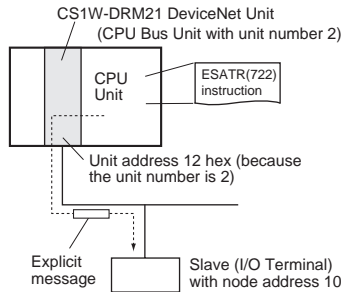 CS1W-DRM21 DeviceNet Unit
(CPU Bus Unit with unit number 2)
CPU
Unit
ESATR(722)
instruction
Unit address 12 hex (because
the unit number is 2)
Explicit
message
Slave (I/O Terminal)
with node address 10